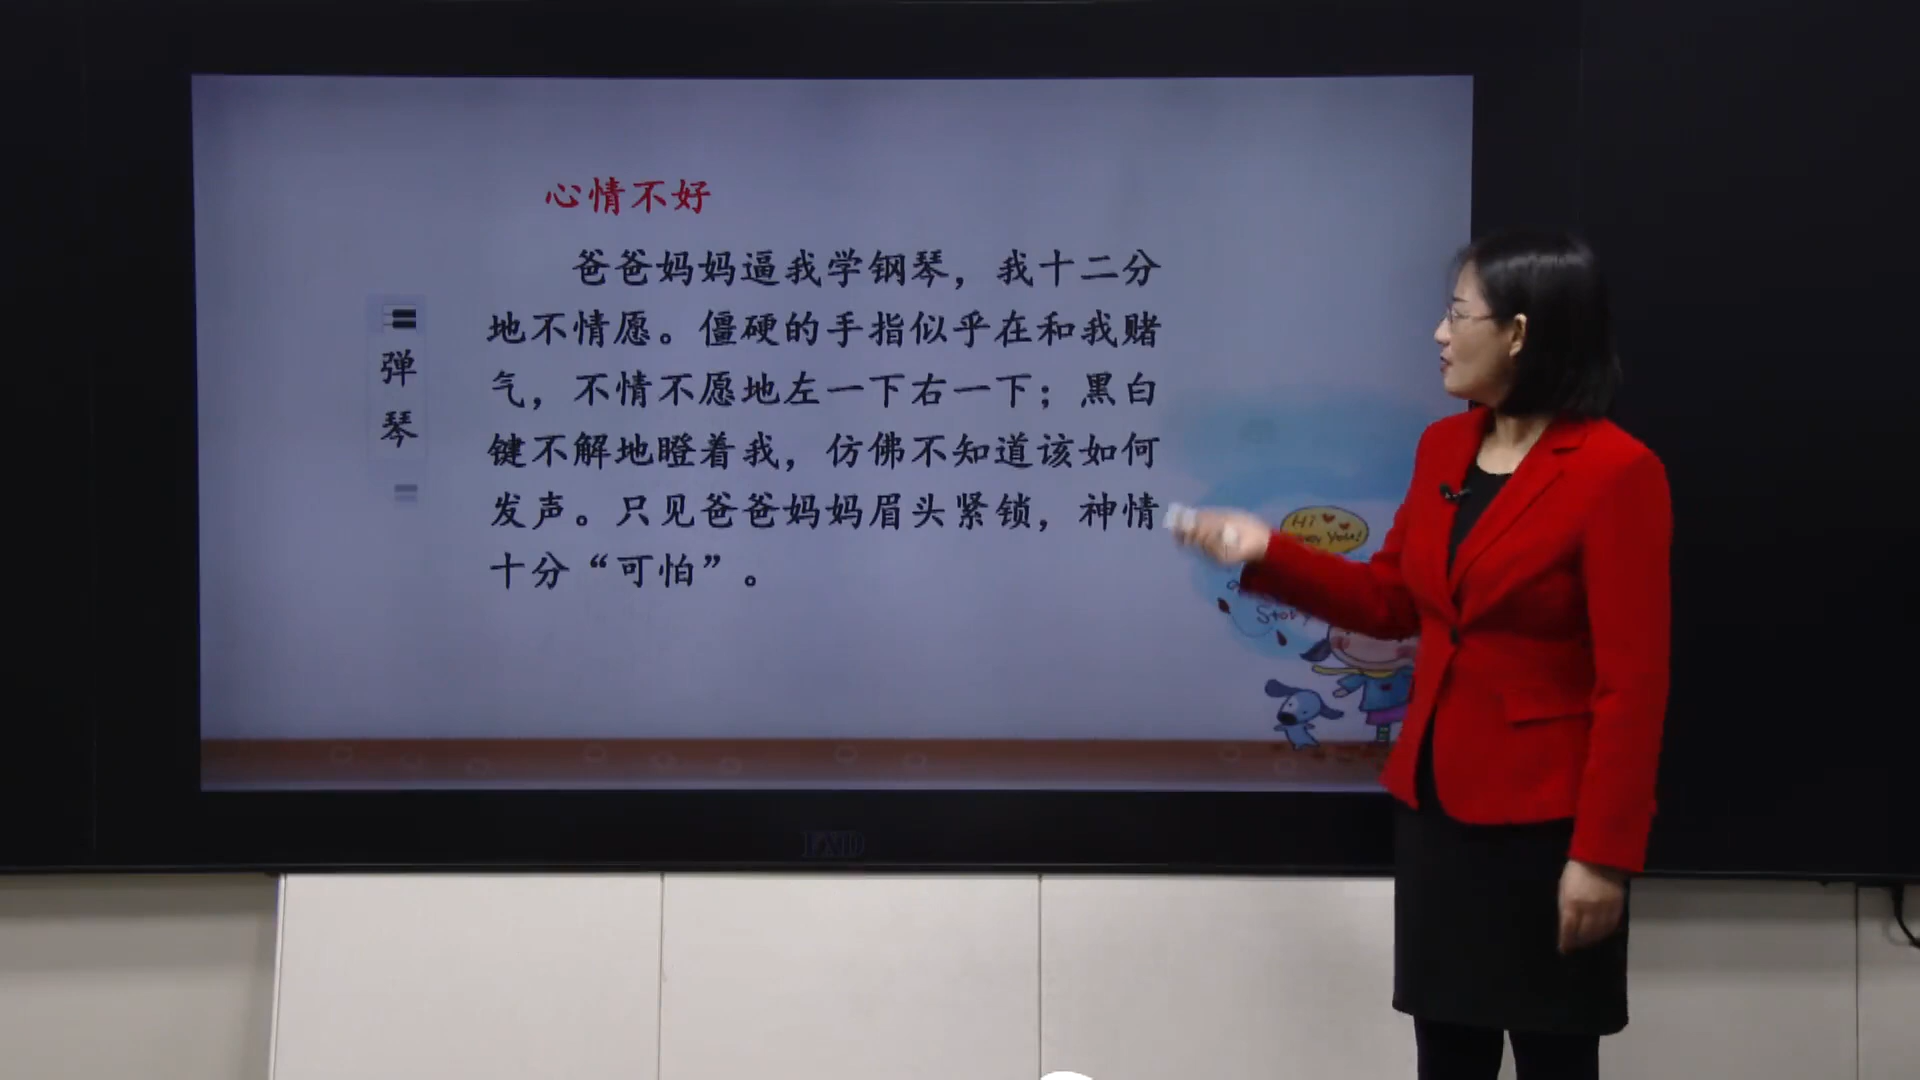 心情不好
爸爸妈妈逼我学钢琴，我十二分
地不情愿。僵硬的手指似乎在和我赌
气，不情不愿地左一下右一下；黑白
键不解地瞪着我，仿佛不知道该如何
发声。只见爸爸妈妈眉头紧锁，神情
十分“可怕”。
弹琴
Hi
You!
Story